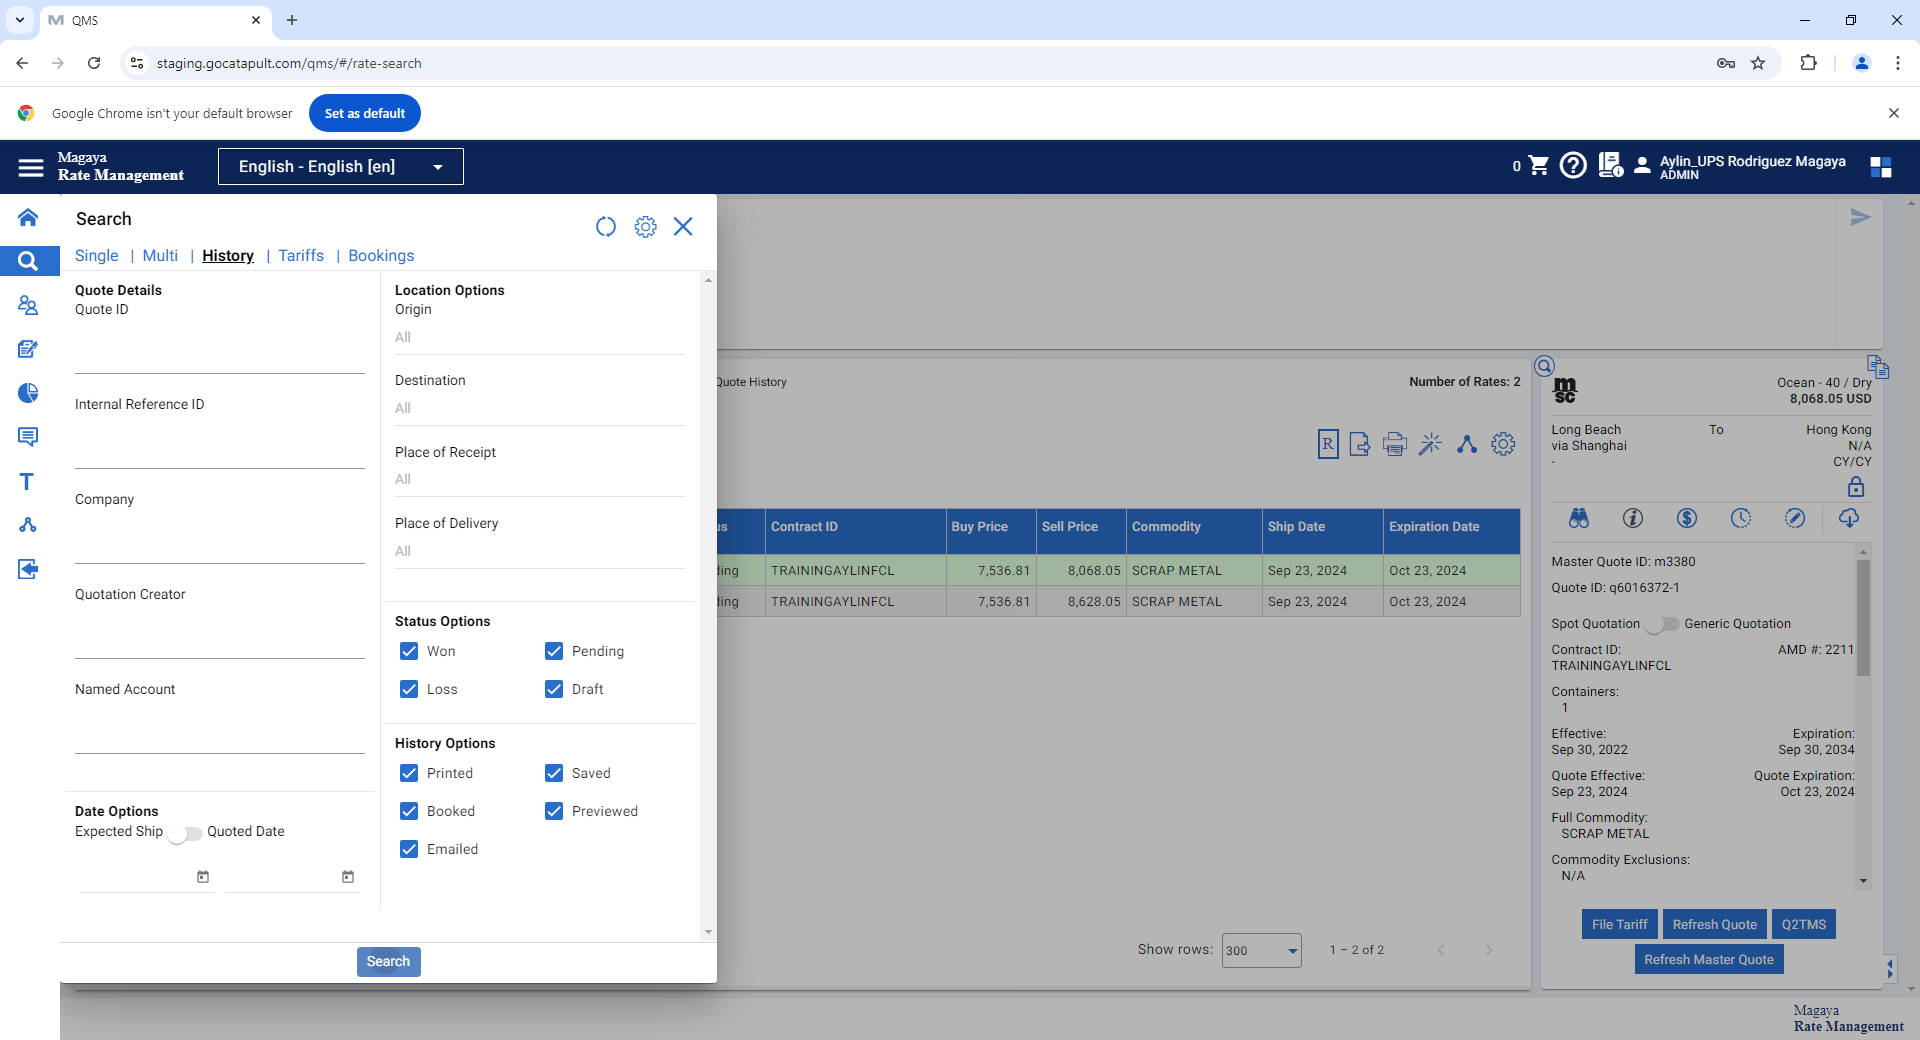 QMS
staging.gocatapult.com/qms/#/rate-search
Google Chrome isn't your default browser
Set as default
Magaya
Rate Management
English - English [en]
0
Aylin_UPS Rodriguez Magaya
ADMIN
Search
Single | Multi | History | Tariffs | Bookings
Quote Details
Quote ID
Internal Reference ID
Company
Quotation Creator
Named Account
Date Options
Expected Ship
Quoted Date
Location Options
Origin
All
Destination
All
Place of Receipt
All
Place of Delivery
All
Status Options
Won
Pending
Loss
Draft
History Options
Printed
Saved
Booked
Previewed
Emailed
Search
T
Quote History
Number of Rates: 2
R
us Contract ID Buy Price Sell Price Commodity Ship Date Expiration Date
ding TRAININGAYLINFCL 7,536.81 8,068.05 SCRAP METAL Sep 23, 2024 Oct 23, 2024
ding TRAININGAYLINFCL 7,536.81 8,628.05 SCRAP METAL Sep 23, 2024 Oct 23, 2024
Show rows: 300 1 – 2 of 2
msc
Ocean - 40 / Dry
8,068.05 USD
Long Beach To Hong Kong
via Shanghai N/A
- CY/CY
Master Quote ID: m3380
Quote ID: q6016372-1
Spot Quotation Generic Quotation
Contract ID: AMD #: 2211
TRAININGAYLINFCL
Containers:
1
Effective: Expiration:
Sep 30, 2022 Sep 30, 2034
Quote Effective: Quote Expiration:
Sep 23, 2024 Oct 23, 2024
Full Commodity:
SCRAP METAL
Commodity Exclusions:
N/A
File Tariff Refresh Quote Q2TMS
Refresh Master Quote
Magaya
Rate Management